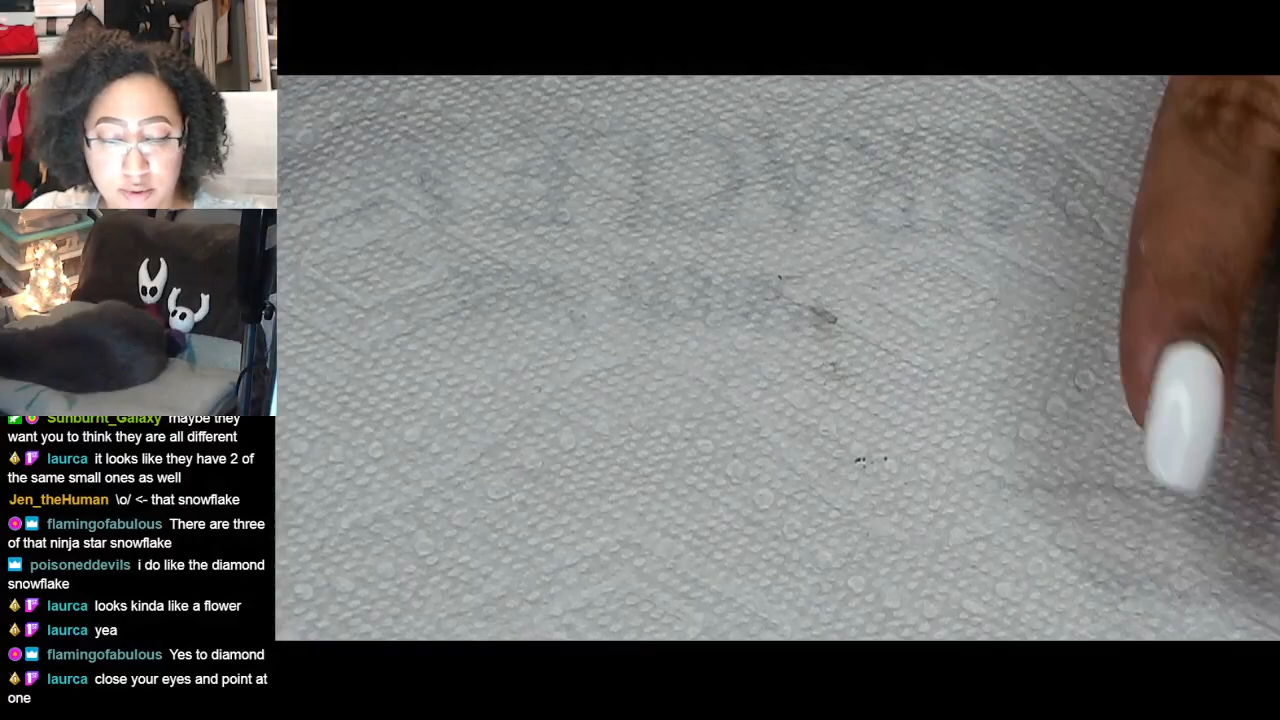 Sunburnt_Galaxy maybe they
want you to think they are all different
laurca it looks like they have 2 of
the same small ones as well
Jen_theHuman \o/ <- that snowflake
flamingofabulous There are three
of that ninja star snowflake
poisoneddevils i do like the diamond
snowflake
laurca looks kinda like a flower
laurca yea
flamingofabulous Yes to diamond
laurca close your eyes and point at
one